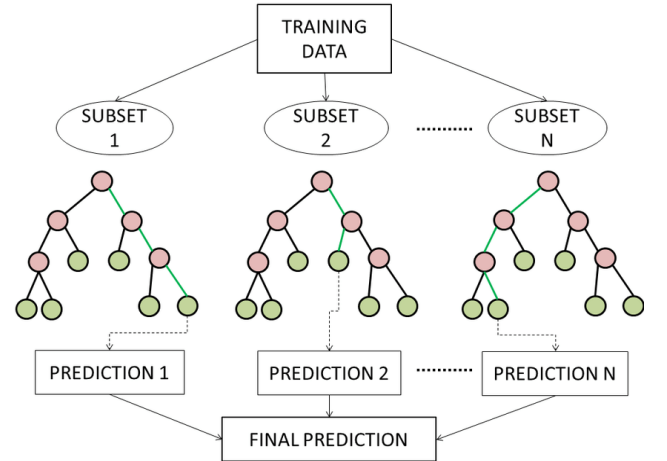 TRAINING
DATA
SUBSET
1
SUBSET
2
SUBSET
N
PREDICTION 1
PREDICTION 2
PREDICTION N
FINAL PREDICTION